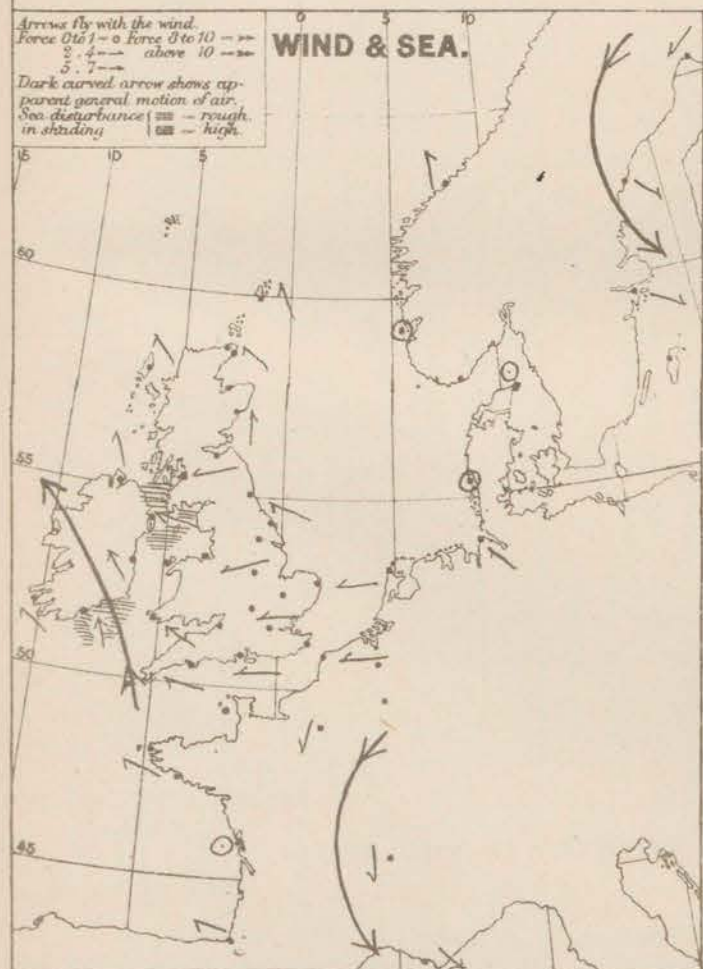 Arrows fly with the wind.
Force 0 to 1 - o Force 8 to 10 - →→
2 . 4 - → above 10 - →→
5 . 7 - →
WIND & SEA.
Dark curved arrow shows ap-
parent general motion of air.
Sea disturbance { - rough.
in shading { - high.
15 10 5 0 5 10
60
55
50
45